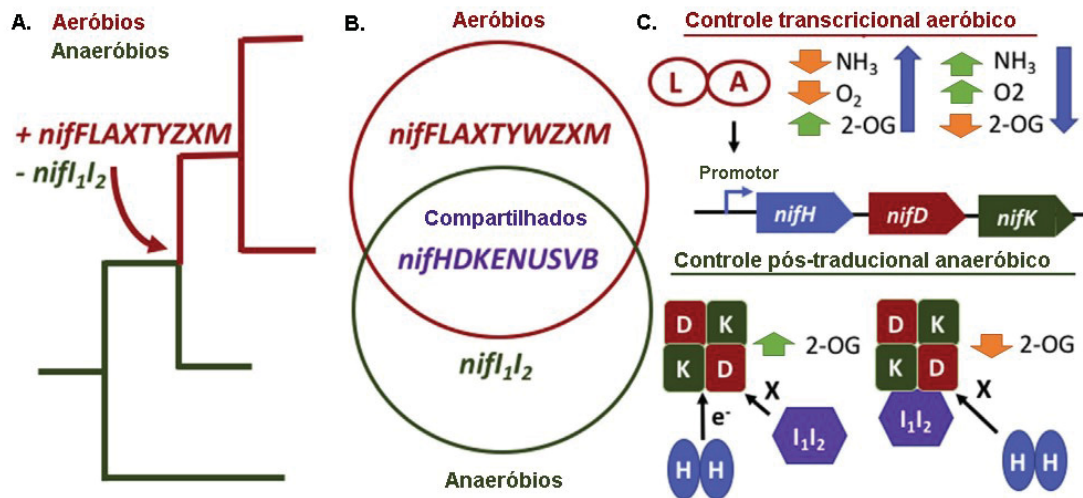 A.
Aeróbios
Anaeróbios
+ nifFLAXTYZXM
- nifI₁I₂
B.
Aeróbios
nifFLAXTYWZXM
Compartilhados
nifHDKENUSVB
nifI₁I₂
Anaeróbios
C.
Controle transcricional aeróbico
L A
NH₃ NH₃
O₂ O2
2-OG 2-OG
Promotor
nifH nifD nifK
Controle pós-traducional anaeróbico
D K D K
2-OG 2-OG
K D K D
X X
e⁻
I₁I₂ I₁I₂
H H H H